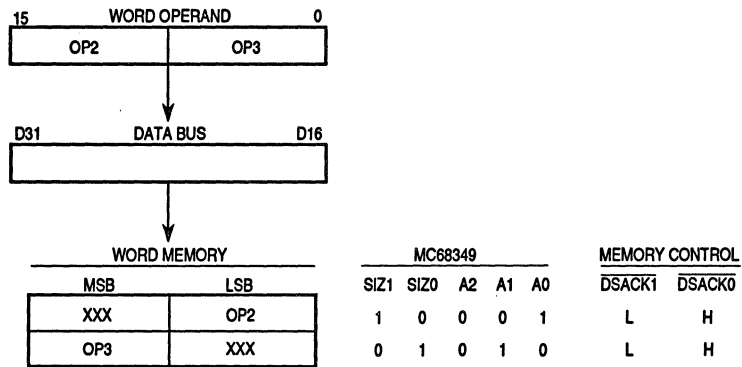 15 WORD OPERAND 0
OP2 OP3
D31 DATA BUS D16
WORD MEMORY MC68349 MEMORY CONTROL
MSB LSB SIZ1 SIZ0 A2 A1 A0 DSACK1 DSACK0
XXX OP2 1 0 0 0 1 L H
OP3 XXX 0 1 0 1 0 L H